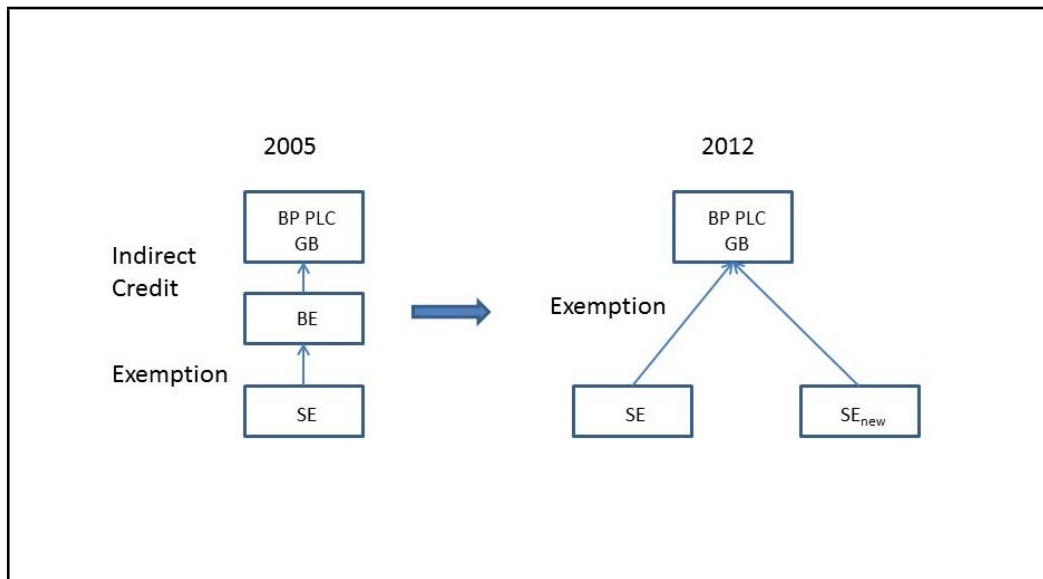 2005
BP PLC
GB
Indirect
Credit
BE
Exemption
SE
2012
BP PLC
GB
Exemption
SE
SEnew